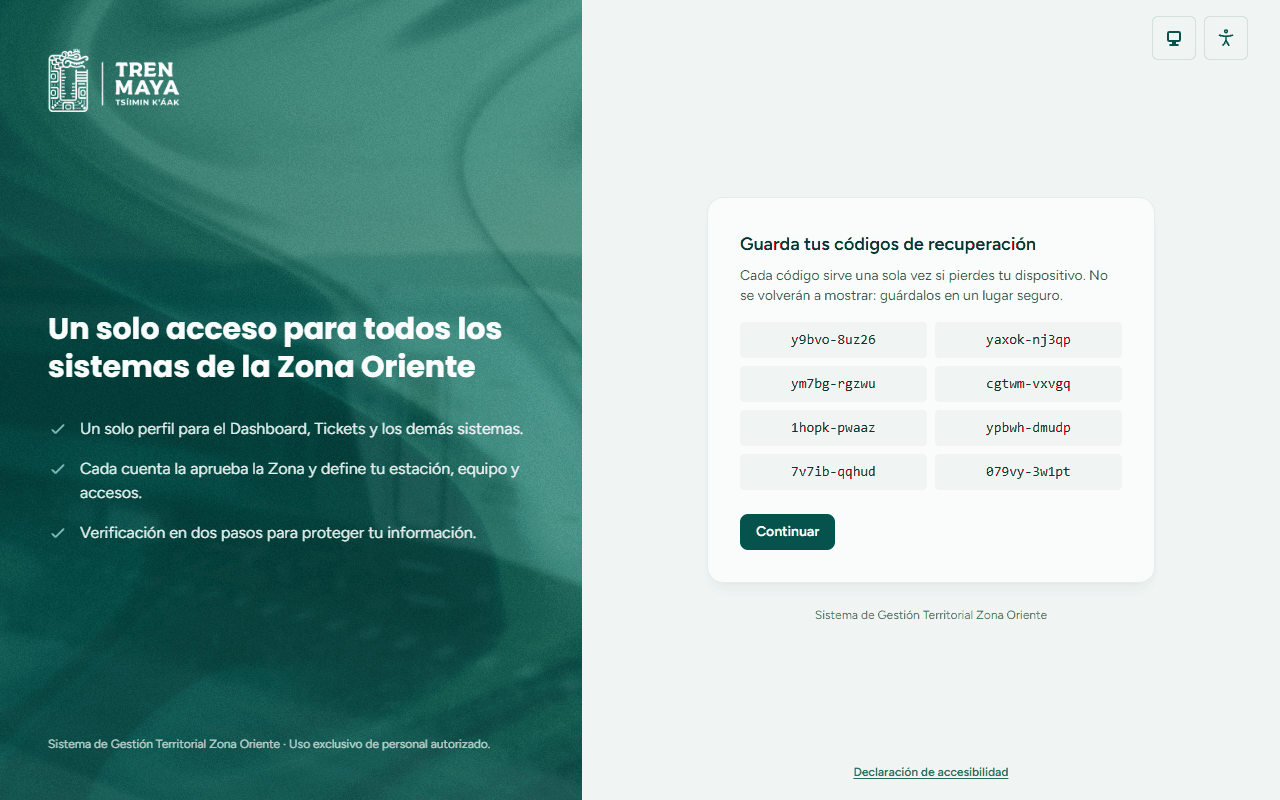 TREN
MAYA
TSÍIMIN K'ÁAK
Un solo acceso para todos los
sistemas de la Zona Oriente
Un solo perfil para el Dashboard, Tickets y los demás sistemas.
Cada cuenta la aprueba la Zona y define tu estación, equipo y
accesos.
Verificación en dos pasos para proteger tu información.
Sistema de Gestión Territorial Zona Oriente · Uso exclusivo de personal autorizado.
Guarda tus códigos de recuperación
Cada código sirve una sola vez si pierdes tu dispositivo. No
se volverán a mostrar: guárdalos en un lugar seguro.
y9bvo-8uz26 yaxok-nj3qp
ym7bg-rgzwu cgtwm-vxvgq
1hopk-pwaaz ypbwh-dmudp
7v7ib-qqhud 079vy-3w1pt
Continuar
Sistema de Gestión Territorial Zona Oriente
Declaración de accesibilidad